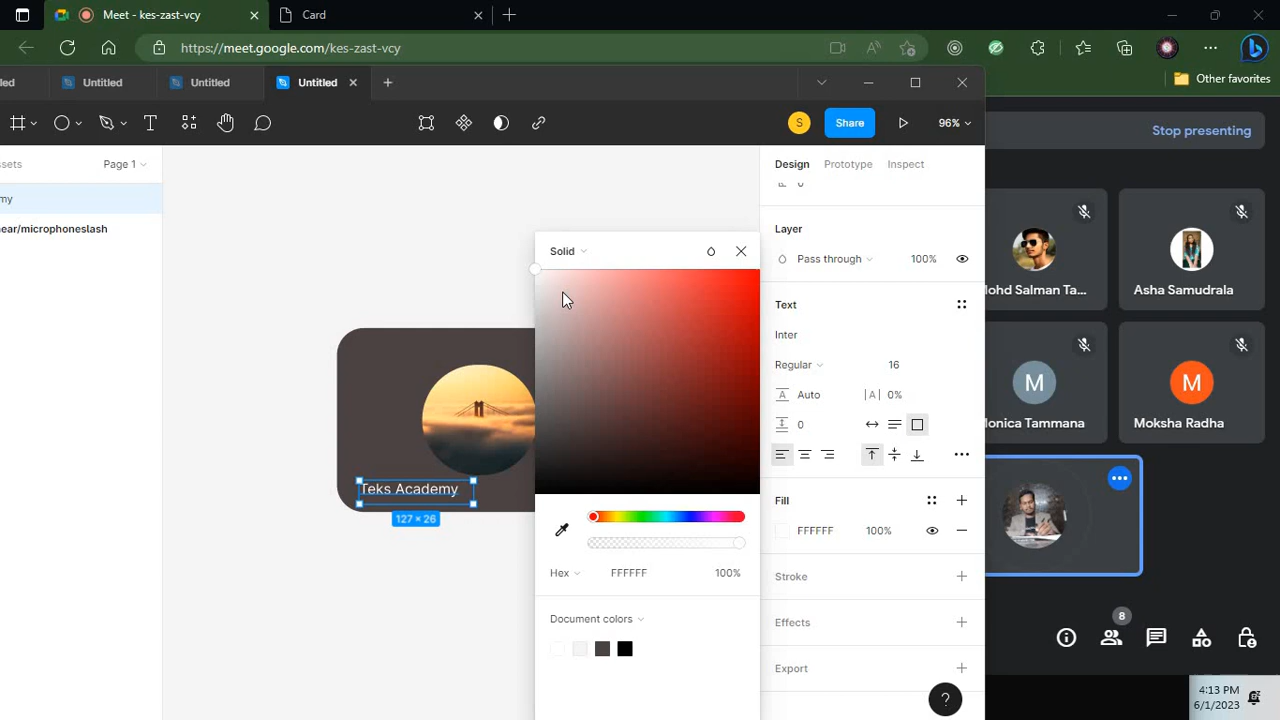 Meet - kes-zast-vcy
Card
https://meet.google.com/kes-zast-vcy
Other favorites
Untitled
Untitled
Untitled
S
Share
96%
Stop presenting
ssets
Page 1
Design
Prototype
Inspect
my
ear/microphoneslash
Layer
Pass through
100%
Text
Inter
Regular
16
Auto
0%
0
Fill
FFFFFF
100%
Stroke
Effects
Export
Solid
Hex
FFFFFF
100%
Document colors
Teks Academy
127 × 26
ohd Salman Ta...
Asha Samudrala
M
onica Tammana
M
Moksha Radha
8
?
4:13 PM
6/1/2023